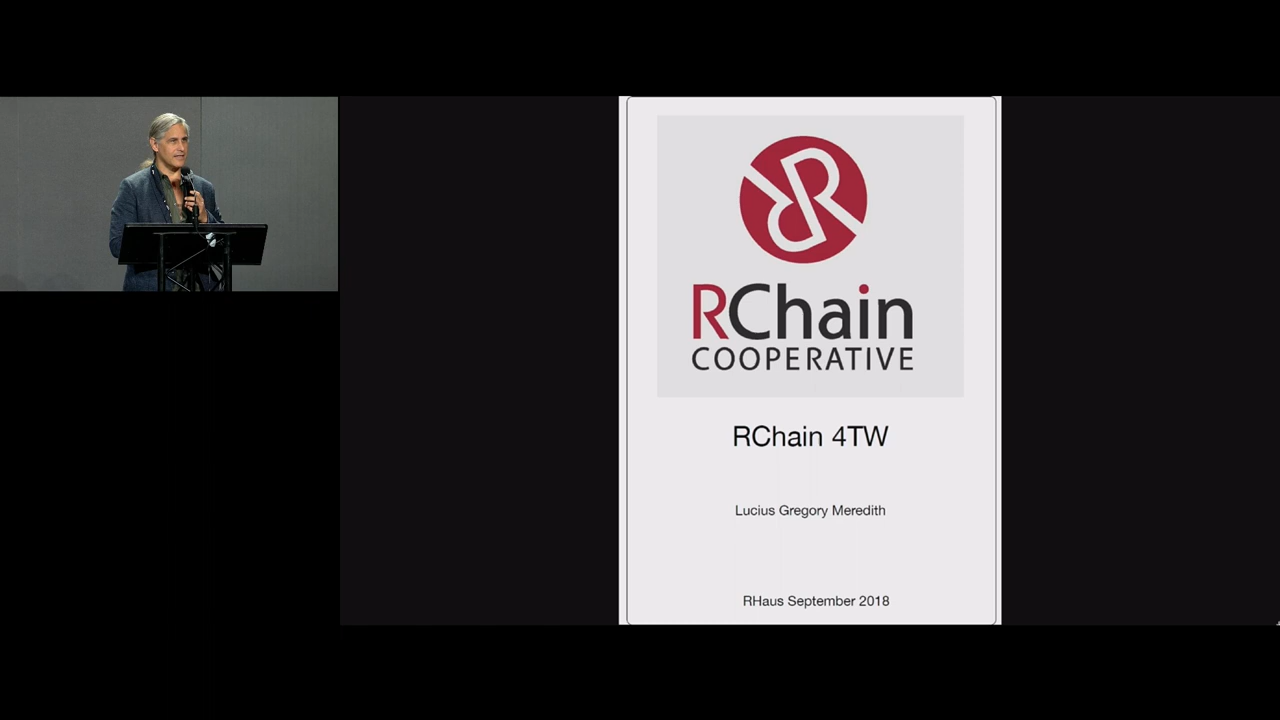 RChain
COOPERATIVE
RChain 4TW
Lucius Gregory Meredith
RHaus September 2018